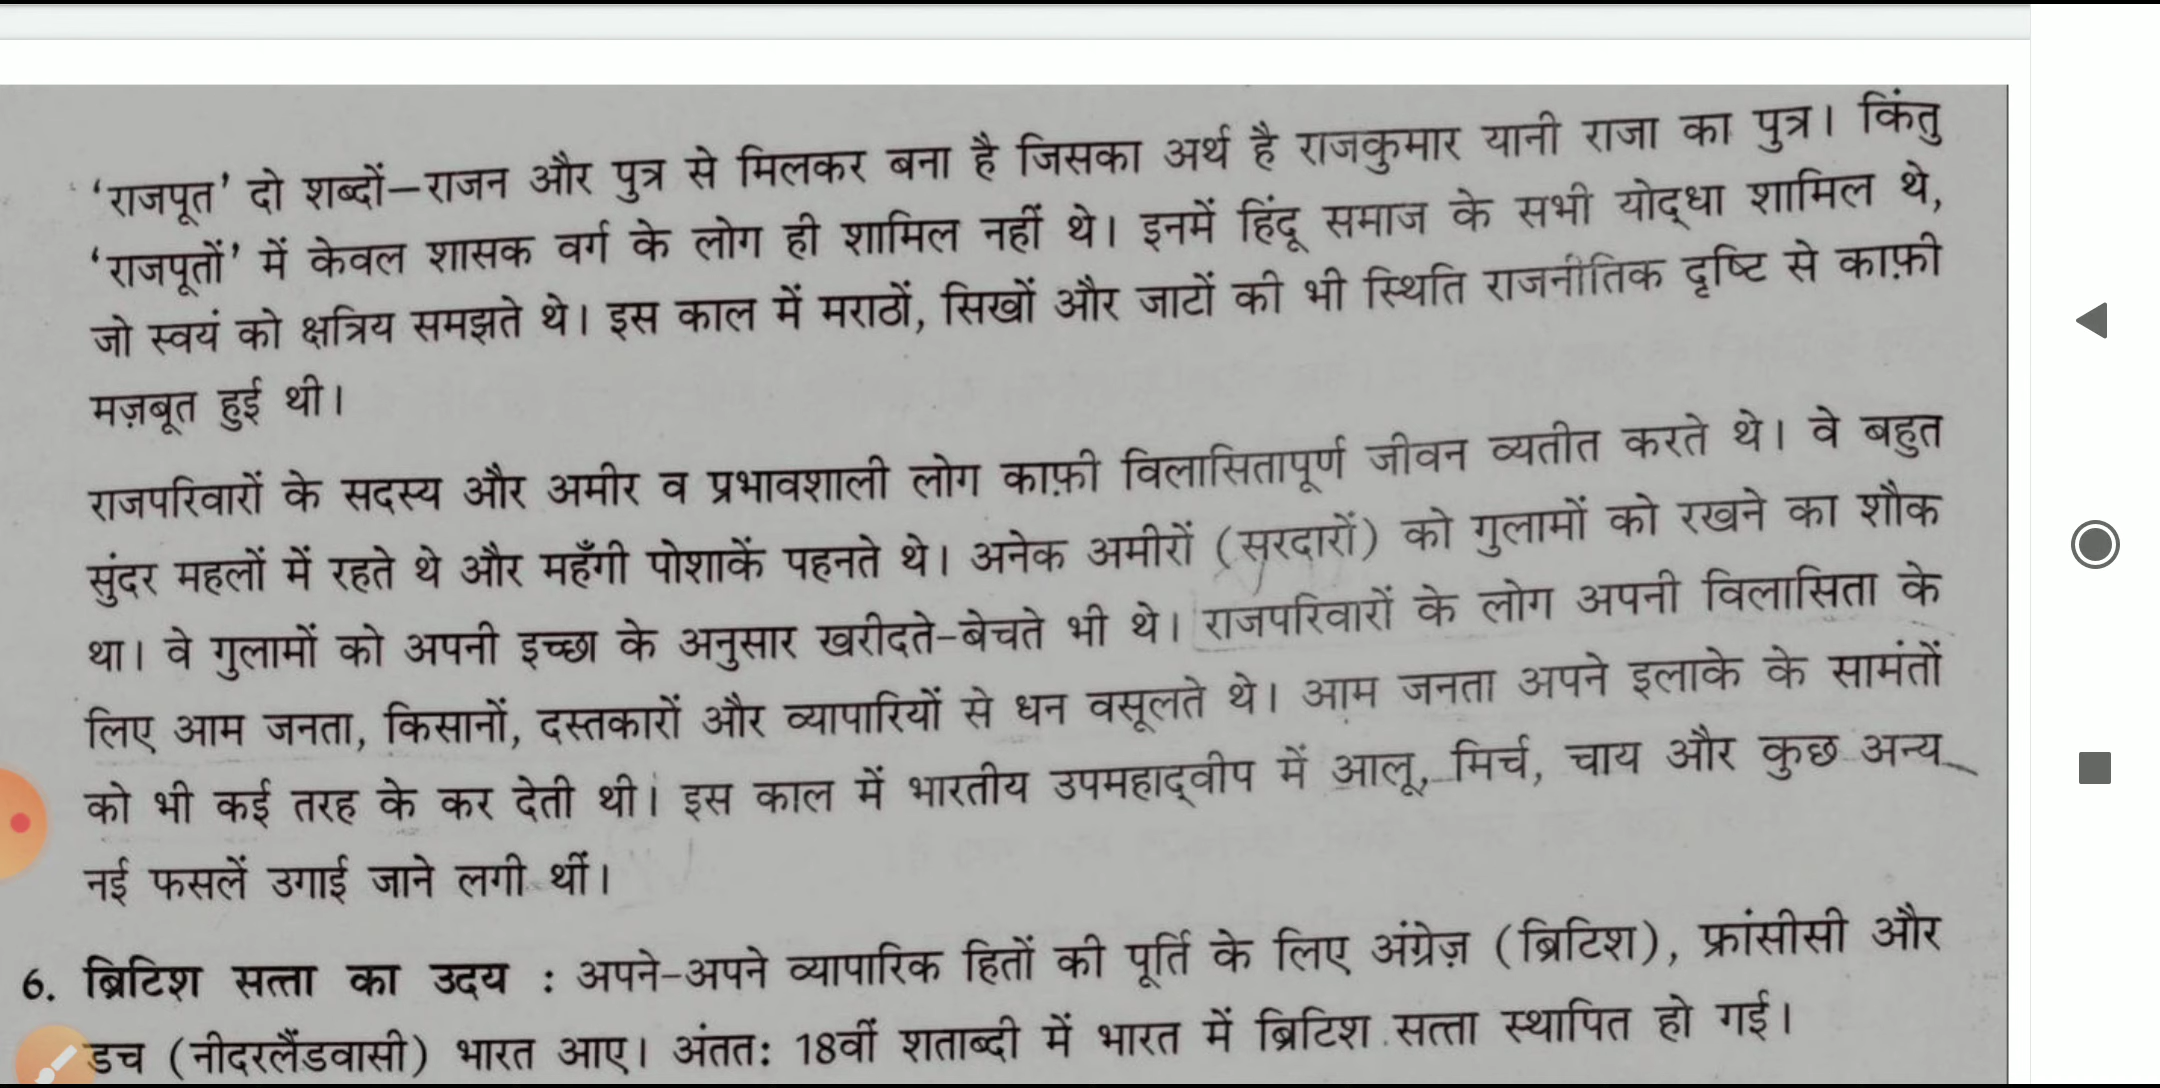 ‘राजपूत’ दो शब्दों–राजन और पुत्र से मिलकर बना है जिसका अर्थ है राजकुमार यानी राजा का पुत्र। किंतु
‘राजपूतों’ में केवल शासक वर्ग के लोग ही शामिल नहीं थे। इनमें हिंदू समाज के सभी योद्धा शामिल थे,
जो स्वयं को क्षत्रिय समझते थे। इस काल में मराठों, सिखों और जाटों की भी स्थिति राजनीतिक दृष्टि से काफ़ी
मज़बूत हुई थी।
राजपरिवारों के सदस्य और अमीर व प्रभावशाली लोग काफ़ी विलासितापूर्ण जीवन व्यतीत करते थे। वे बहुत
सुंदर महलों में रहते थे और महँगी पोशाकें पहनते थे। अनेक अमीरों (सरदारों) को गुलामों को रखने का शौक
था। वे गुलामों को अपनी इच्छा के अनुसार खरीदते-बेचते भी थे। राजपरिवारों के लोग अपनी विलासिता के
लिए आम जनता, किसानों, दस्तकारों और व्यापारियों से धन वसूलते थे। आम जनता अपने इलाके के सामंतों
को भी कई तरह के कर देती थी। इस काल में भारतीय उपमहाद्वीप में आलू, मिर्च, चाय और कुछ अन्य
नई फसलें उगाई जाने लगी थीं।
6. ब्रिटिश सत्ता का उदय : अपने-अपने व्यापारिक हितों की पूर्ति के लिए अंग्रेज़ (ब्रिटिश), फ्रांसीसी और
डच (नीदरलैंडवासी) भारत आए। अंततः 18वीं शताब्दी में भारत में ब्रिटिश सत्ता स्थापित हो गई।